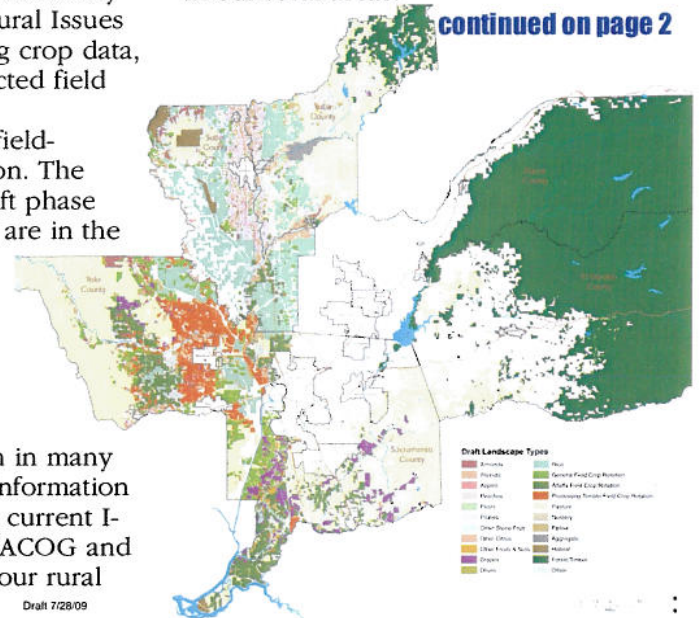 continued on page 2
ural Issues
g crop data,
cted field
field-
on. The
ft phase
are in the
n in many
nformation
current I-
ACOG and
our rural
Draft 7/28/09
Yuba
County
Sutter
County
Placer
County
El Dorado
County
Yolo
County
Sacramento
County
Draft Landscape Types
Almonds
Peaches
Prunes
Other Stone Fruit
Other Citrus
Other Fruits & Nuts
Grapes
Olives
Rice
General Field Crop Rotation
Alfalfa Field Crop Rotation
Processing Tomato Field Crop Rotation
Pasture
Nursery
Aggregate
Habitat
Forest/Timber
Other